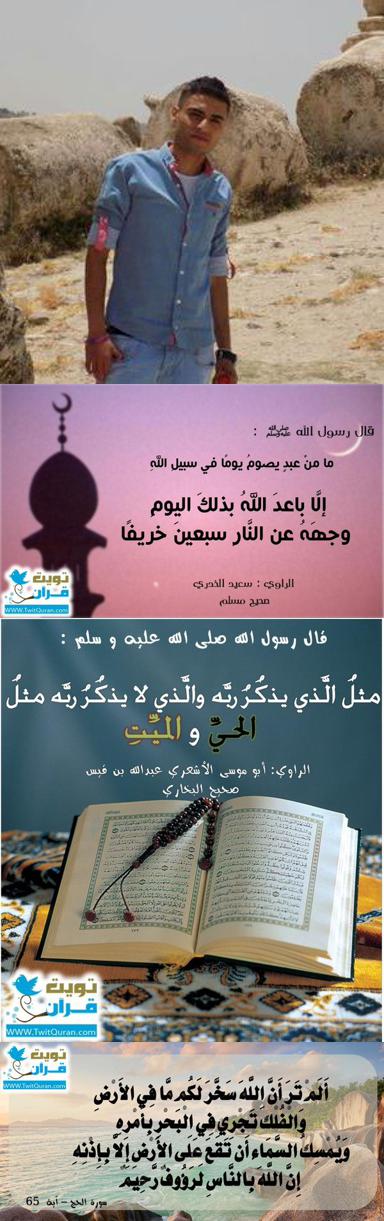 قال رسول الله ﷺ :
ما منْ عبدٍ يصومُ يومًا في سبيلِ اللَّهِ
إلَّا باعدَ اللَّهُ بذلكَ اليومِ
وجهَهُ عن النَّارِ سبعينَ خريفًا
الراوي : سعيد الخدري
صحيح مسلم
تويت
قرآن
WWW.TwitQuran.com
قال رسول الله صلى الله عليه و سلم :
مثلُ الَّذي يذكُرُ ربَّه والَّذي لا يذكُرُ ربَّه مثلُ
الحيِّ و الميِّتِ
الراوي: أبو موسى الأشعري عبدالله بن قيس
صحيح البخاري
تويت
قرآن
WWW.TwitQuran.com
تويت
قرآن
WWW.TwitQuran.com
أَلَمْ تَرَ أَنَّ اللَّهَ سَخَّرَ لَكُم مَّا فِي الأَرْضِ
وَالْفُلْكَ تَجْرِي فِي الْبَحْرِ بِأَمْرِهِ
وَيُمْسِكُ السَّمَاءَ أَن تَقَعَ عَلَى الأَرْضِ إِلاَّ بِإِذْنِهِ
إِنَّ اللَّهَ بِالنَّاسِ لَرَؤُوفٌ رَّحِيمٌ
سورة الحج – آية 65